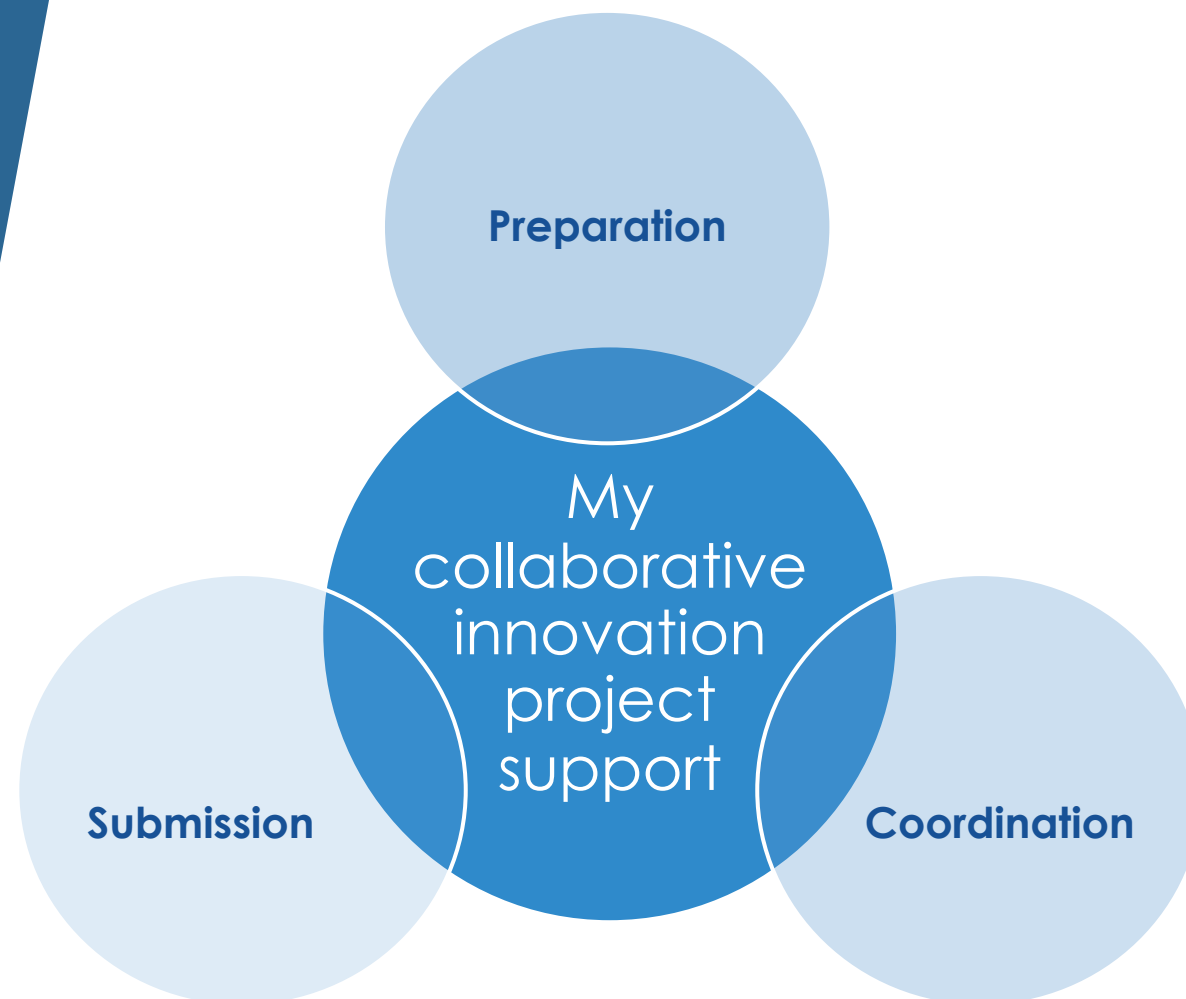 Preparation
My
collaborative
innovation
project
support
Submission
Coordination